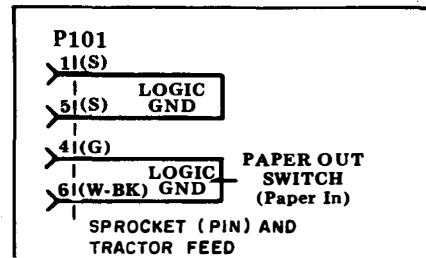 P101
1 (S)
LOGIC
GND
5 (S)
4 (G)
LOGIC
GND
6 (W-BK)
PAPER OUT
SWITCH
(Paper In)
SPROCKET (PIN) AND
TRACTOR FEED